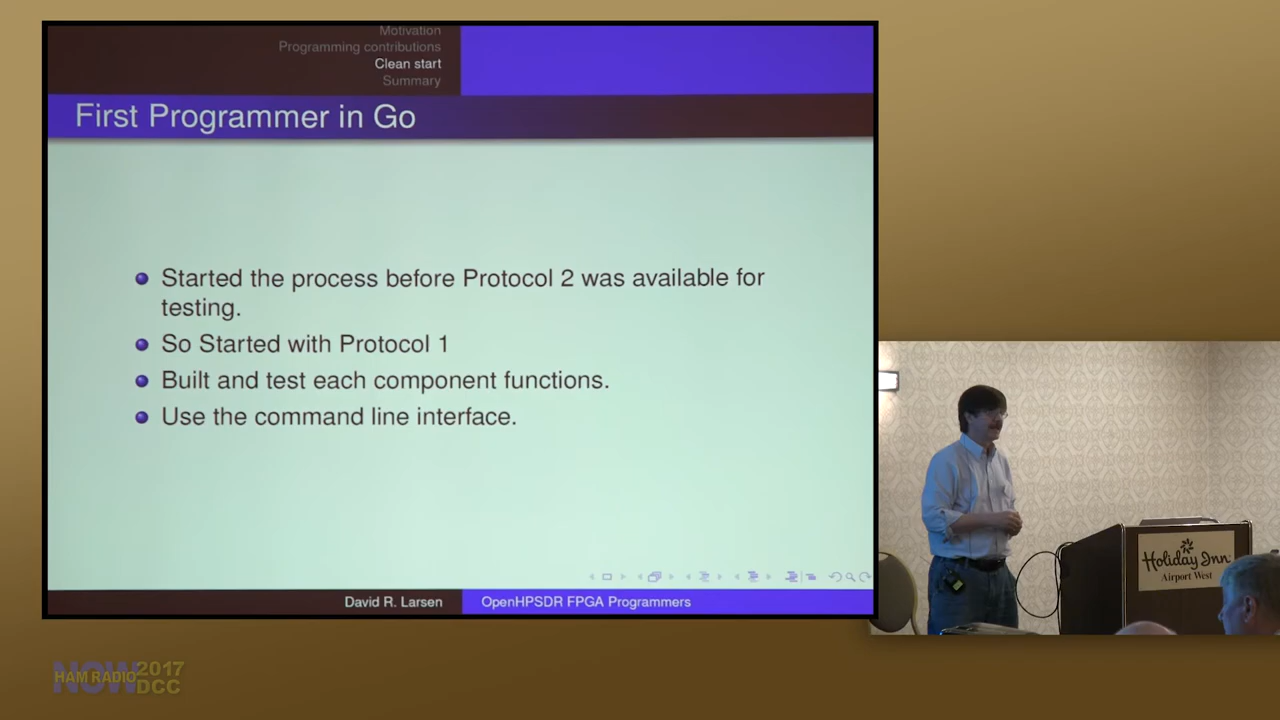 Motivation
Programming contributions
Clean start
Summary
First Programmer in Go
Started the process before Protocol 2 was available for
testing.
So Started with Protocol 1
Built and test each component functions.
Use the command line interface.
David R. Larsen
OpenHPSDR FPGA Programmers
Holiday Inn
Airport West
NOW
HAM RADIO
2017
DCC